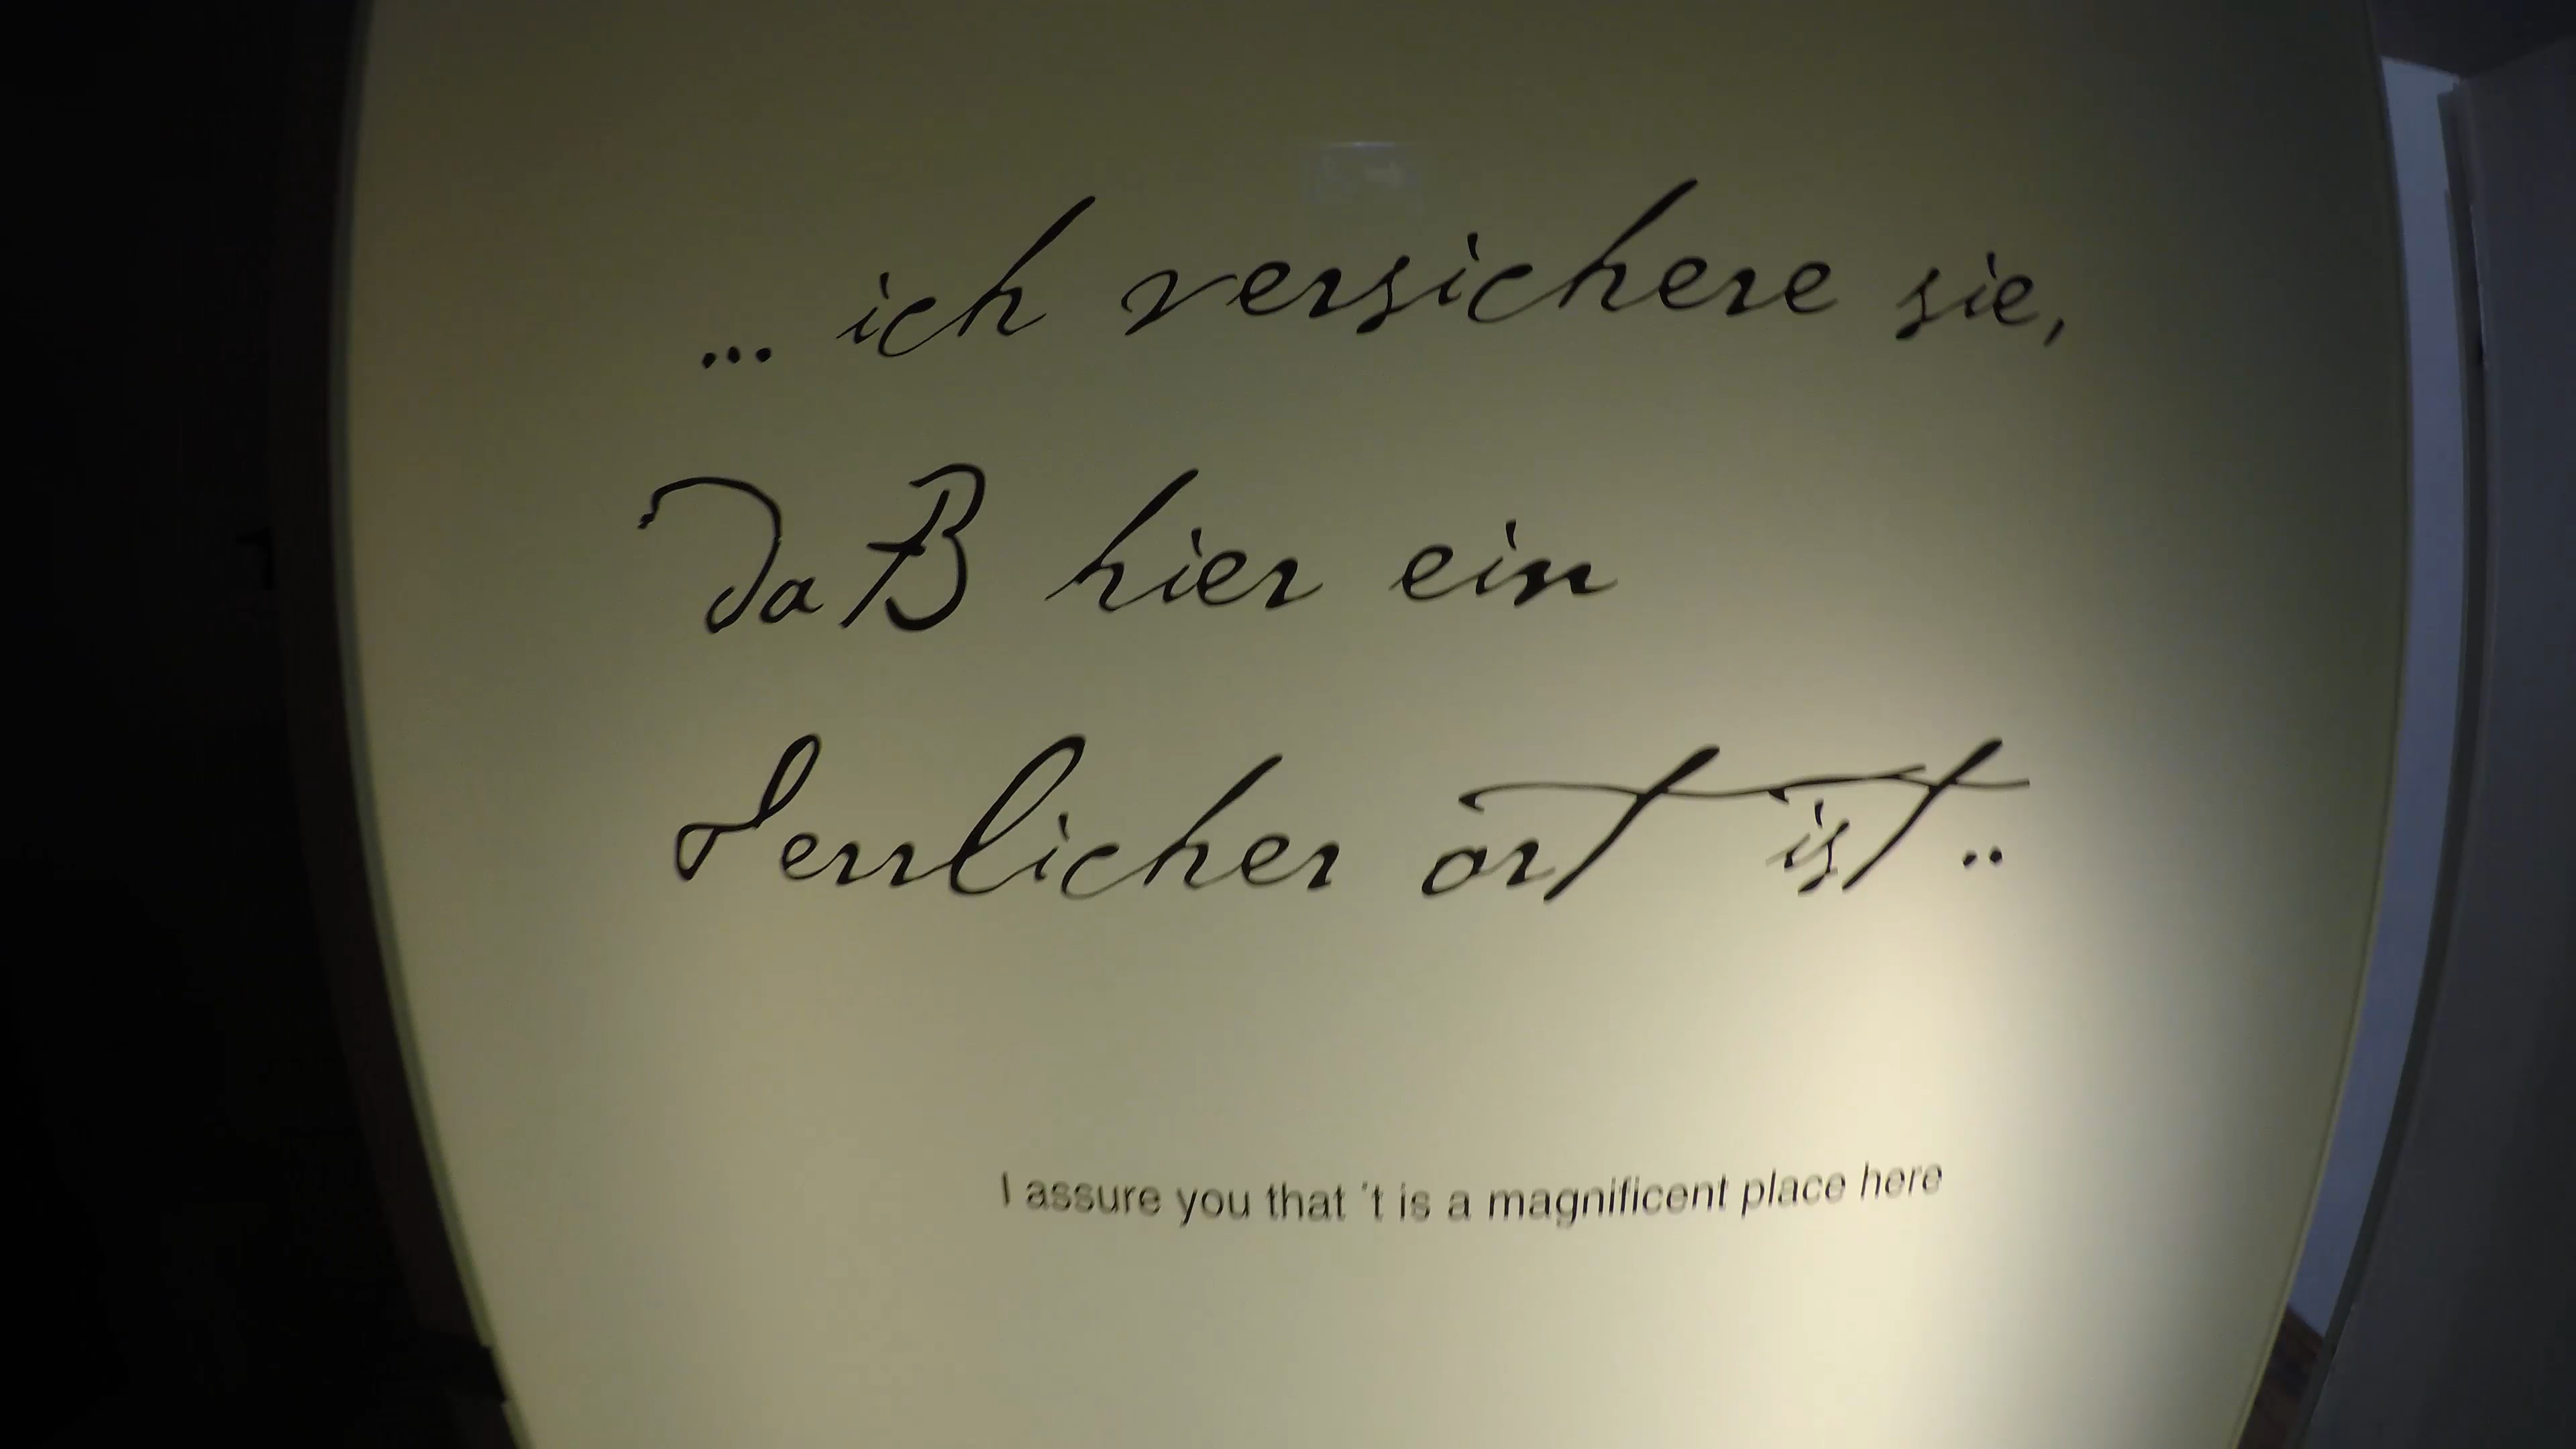 ... ich versichere sie,
daß hier ein
Herrlicher ort ist..
I assure you that 't is a magnificent place here